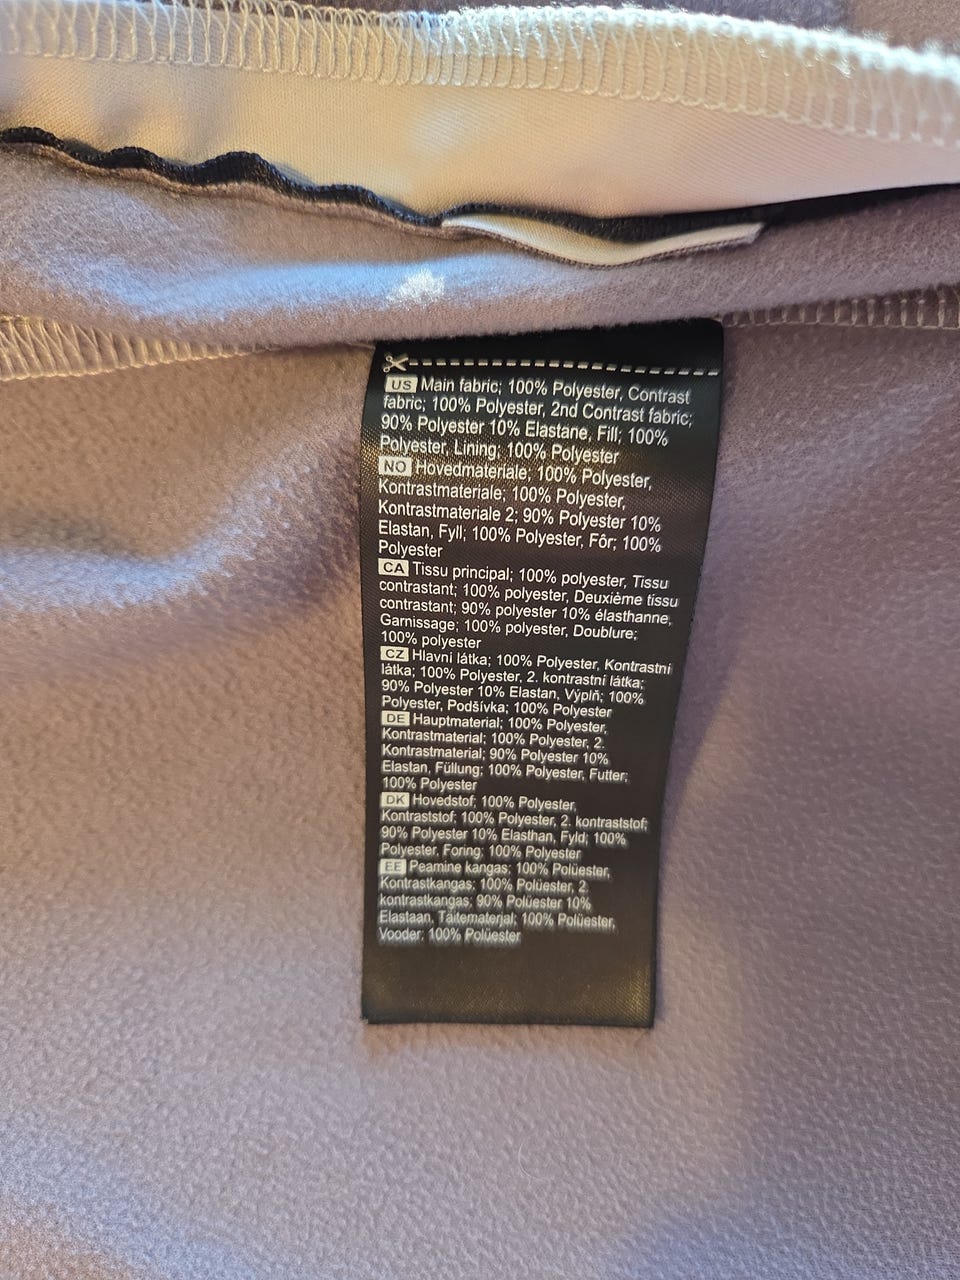 US Main fabric; 100% Polyester, Contrast
fabric; 100% Polyester, 2nd Contrast fabric;
90% Polyester 10% Elastane, Fill; 100%
Polyester, Lining; 100% Polyester
NO Hovedmateriale; 100% Polyester,
Kontrastmateriale; 100% Polyester,
Kontrastmateriale 2; 90% Polyester 10%
Elastan, Fyll; 100% Polyester, Fôr; 100%
Polyester
CA Tissu principal; 100% polyester, Tissu
contrastant; 100% polyester, Deuxième tissu
contrastant; 90% polyester 10% élasthanne,
Garnissage; 100% polyester, Doublure;
100% polyester
CZ Hlavní látka; 100% Polyester, Kontrastní
látka; 100% Polyester, 2. kontrastní látka;
90% Polyester 10% Elastan, Výplň; 100%
Polyester, Podšívka; 100% Polyester
DE Hauptmaterial; 100% Polyester,
Kontrastmaterial; 100% Polyester, 2.
Kontrastmaterial; 90% Polyester 10%
Elastan, Füllung; 100% Polyester, Futter;
100% Polyester
DK Hovedstof; 100% Polyester,
Kontraststof; 100% Polyester, 2. kontraststof;
90% Polyester 10% Elasthan, Fyld; 100%
Polyester, Foring; 100% Polyester
EE Peamine kangas; 100% Polüester,
Kontrastkangas; 100% Polüester, 2.
kontrastkangas; 90% Polüester 10%
Elastaan, Täitematerjal; 100% Polüester,
Vooder; 100% Polüester